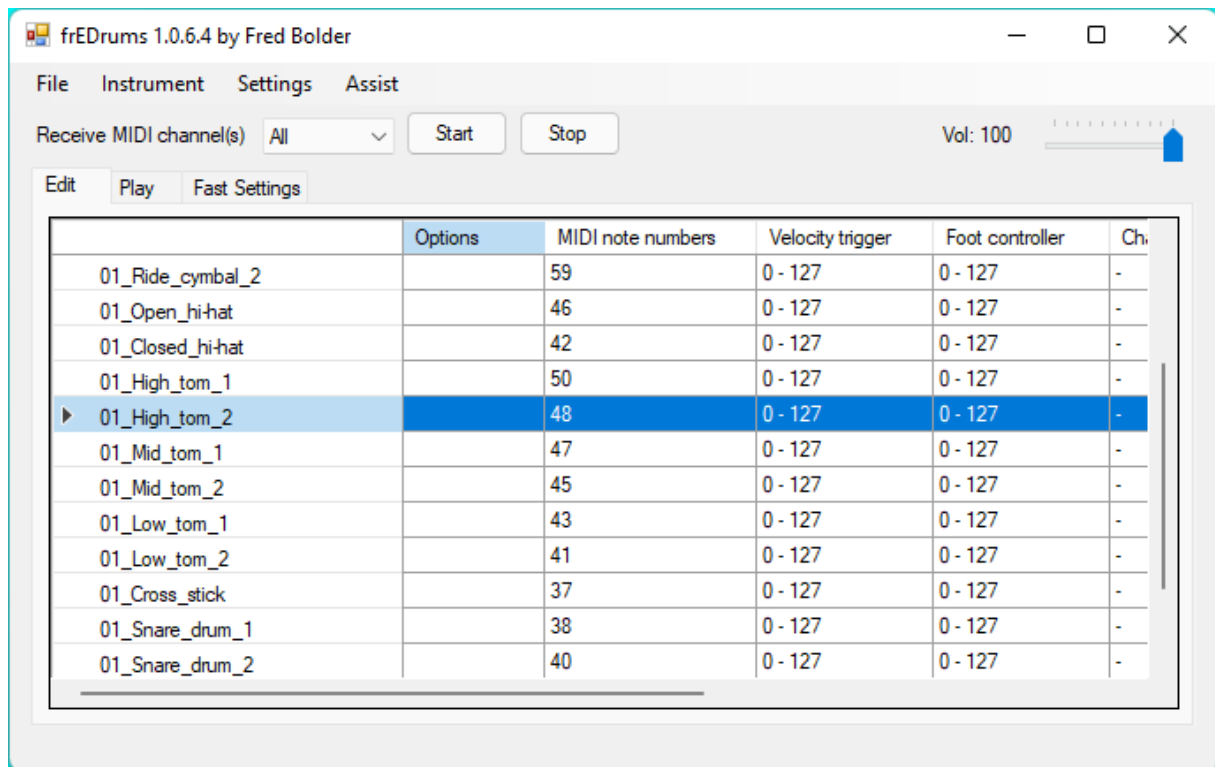 frEDrums 1.0.6.4 by Fred Bolder
File Instrument Settings Assist
Receive MIDI channel(s) All Start Stop Vol: 100
Edit Play Fast Settings
Options MIDI note numbers Velocity trigger Foot controller
01_Ride_cymbal_2 59 0 - 127 0 - 127 -
01_Open_hi-hat 46 0 - 127 0 - 127 -
01_Closed_hi-hat 42 0 - 127 0 - 127 -
01_High_tom_1 50 0 - 127 0 - 127 -
01_High_tom_2 48 0 - 127 0 - 127 -
01_Mid_tom_1 47 0 - 127 0 - 127 -
01_Mid_tom_2 45 0 - 127 0 - 127 -
01_Low_tom_1 43 0 - 127 0 - 127 -
01_Low_tom_2 41 0 - 127 0 - 127 -
01_Cross_stick 37 0 - 127 0 - 127 -
01_Snare_drum_1 38 0 - 127 0 - 127 -
01_Snare_drum_2 40 0 - 127 0 - 127 -